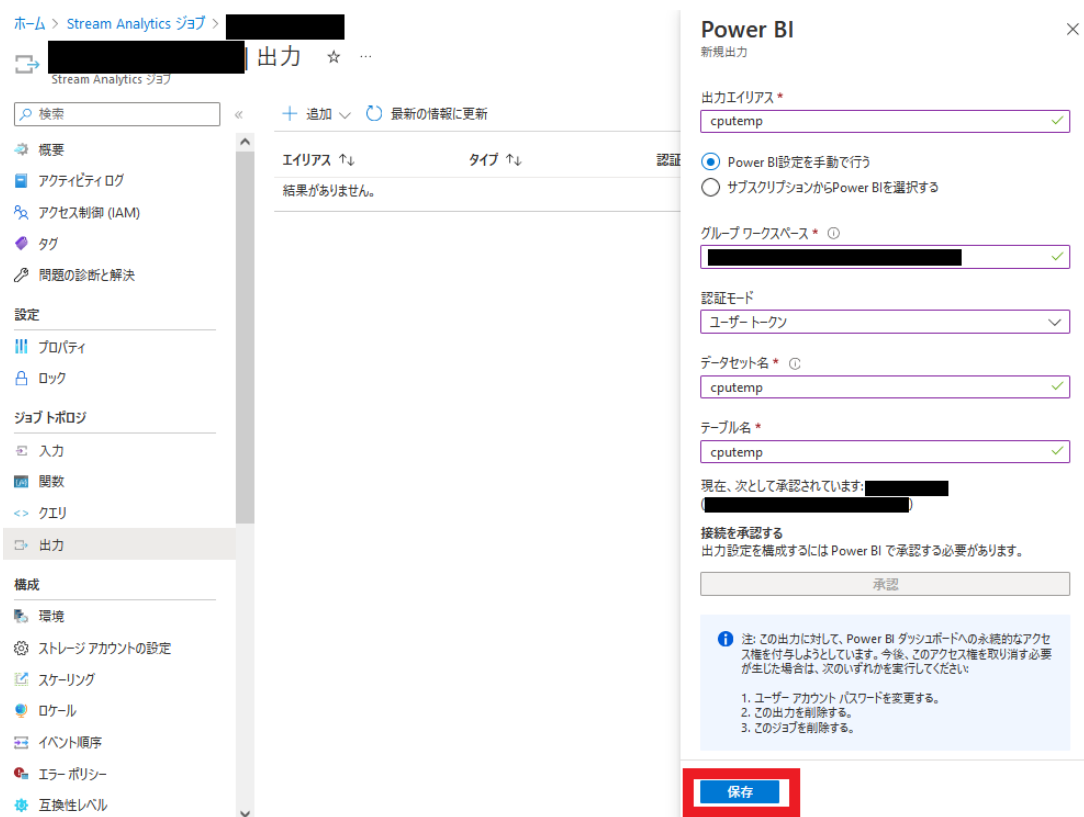 ホーム > Stream Analytics ジョブ >
| 出力 ☆ …
Stream Analytics ジョブ
検索
«
概要
アクティビティ ログ
アクセス制御 (IAM)
タグ
問題の診断と解決
設定
プロパティ
ロック
ジョブ トポロジ
入力
関数
クエリ
出力
構成
環境
ストレージ アカウントの設定
スケーリング
ロケール
イベント順序
エラー ポリシー
互換性レベル
＋ 追加 最新の情報に更新
エイリアス ↑↓ タイプ ↑↓ 認証
結果がありません。
Power BI
新規出力
出力エイリアス *
cputemp
Power BI設定を手動で行う
サブスクリプションからPower BIを選択する
グループ ワークスペース *
認証モード
ユーザー トークン
データセット名 *
cputemp
テーブル名 *
cputemp
現在、次として承認されています:
( )
接続を承認する
出力設定を構成するには Power BI で承認する必要があります。
承認
注: この出力に対して、Power BI ダッシュボードへの永続的なアクセ
ス権を付与しようとしています。今後、このアクセス権を取り消す必要
が生じた場合は、次のいずれかを実行してください:
1. ユーザー アカウント パスワードを変更する。
2. この出力を削除する。
3. このジョブを削除する。
保存